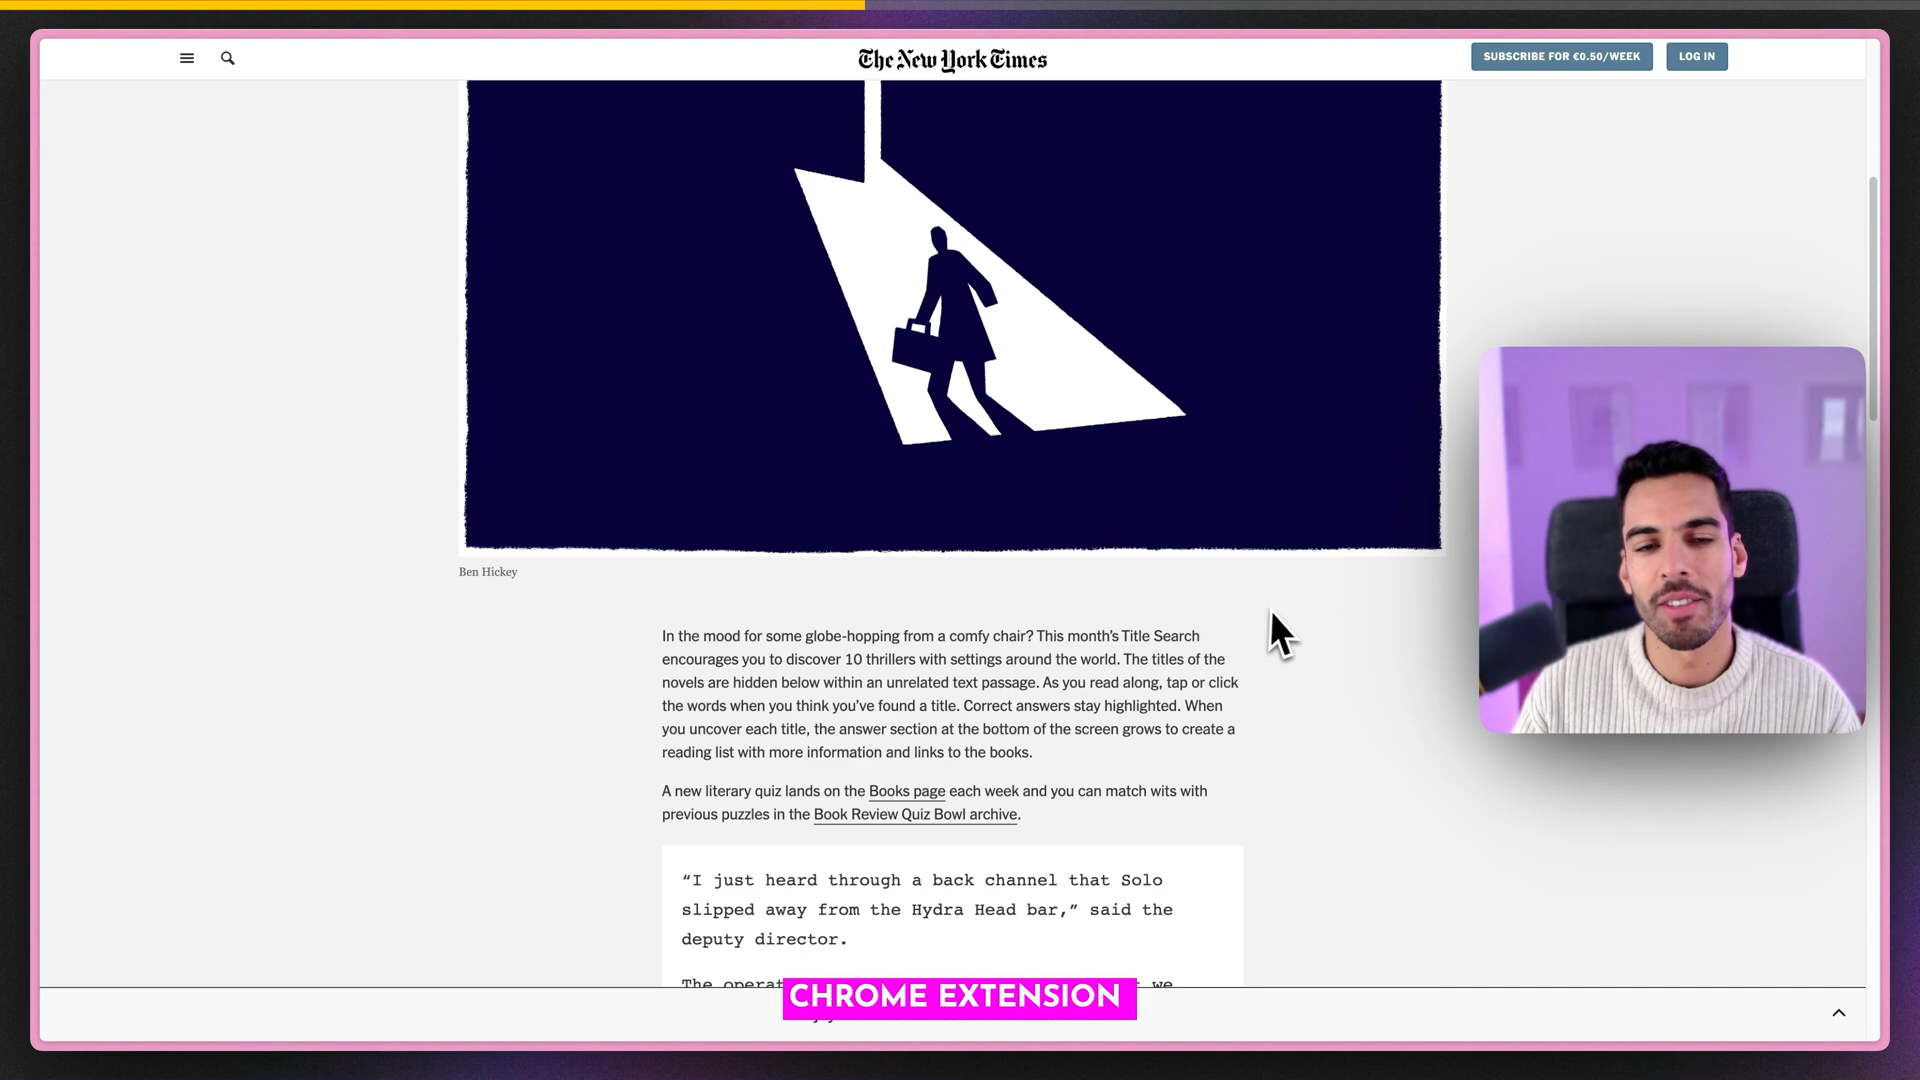 The New York Times
SUBSCRIBE FOR €0.50/WEEK
LOG IN
Ben Hickey
In the mood for some globe-hopping from a comfy chair? This month's Title Search
encourages you to discover 10 thrillers with settings around the world. The titles of the
novels are hidden below within an unrelated text passage. As you read along, tap or click
the words when you think you've found a title. Correct answers stay highlighted. When
you uncover each title, the answer section at the bottom of the screen grows to create a
reading list with more information and links to the books.
A new literary quiz lands on the Books page each week and you can match wits with
previous puzzles in the Book Review Quiz Bowl archive.
“I just heard through a back channel that Solo
slipped away from the Hydra Head bar,” said the
deputy director.
The we
CHROME EXTENSION